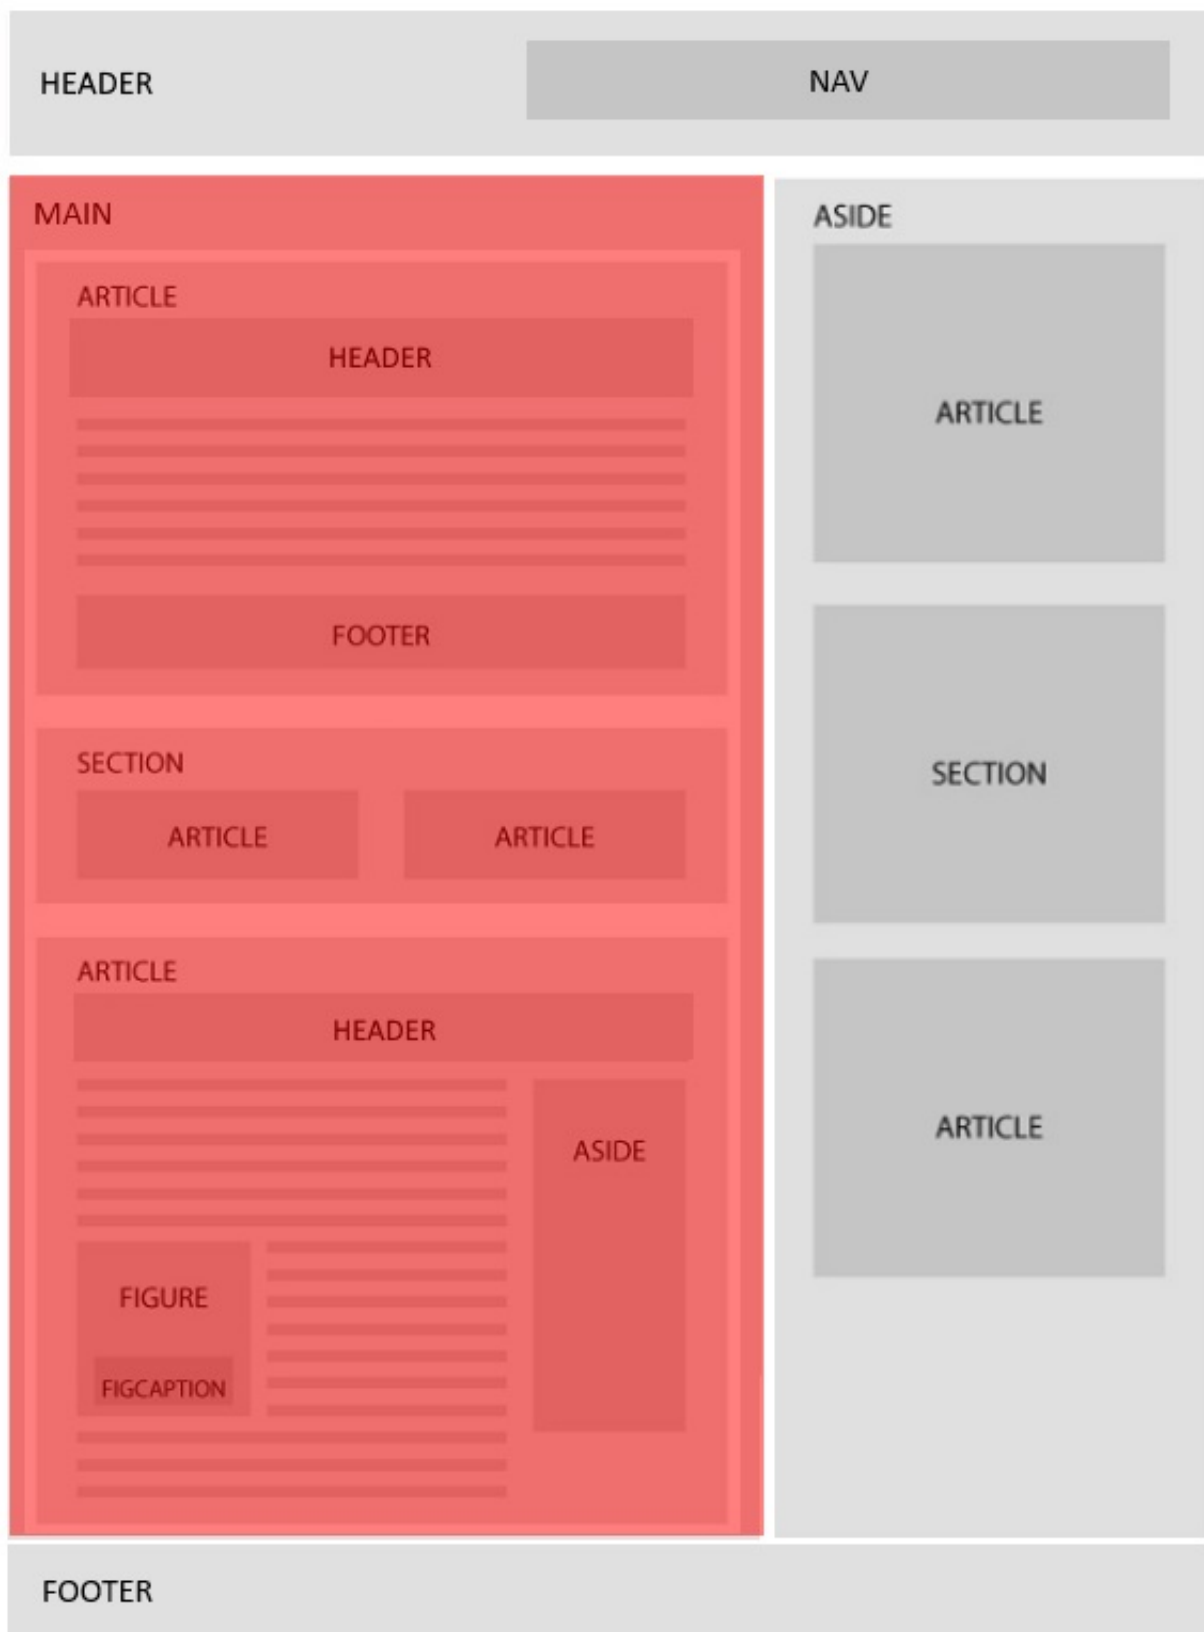 HEADER
NAV
MAIN
ARTICLE
HEADER
FOOTER
SECTION
ARTICLE
ARTICLE
ARTICLE
HEADER
ASIDE
FIGURE
FIGCAPTION
ASIDE
ARTICLE
SECTION
ARTICLE
FOOTER